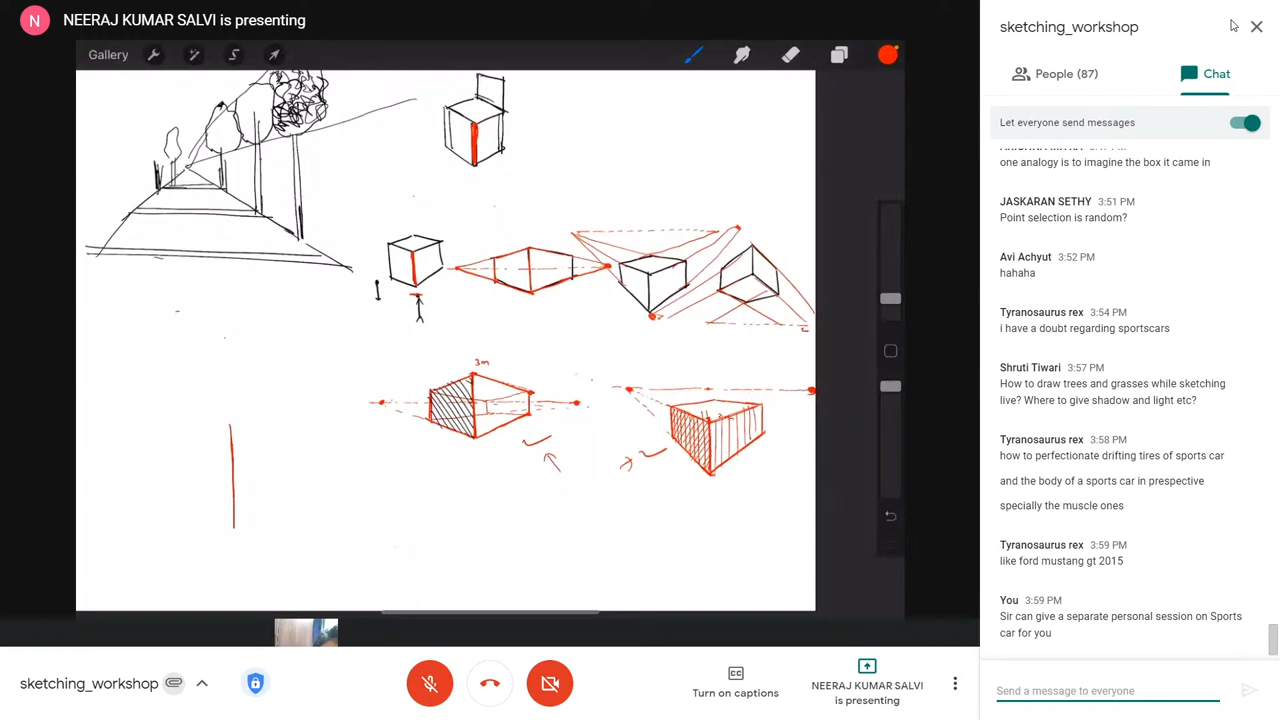 N
NEERAJ KUMAR SALVI is presenting
Gallery
3m
sketching_workshop
People (87)
Chat
Let everyone send messages
one analogy is to imagine the box it came in
JASKARAN SETHY 3:51 PM
Point selection is random?
Avi Achyut 3:52 PM
hahaha
Tyranosaurus rex 3:54 PM
i have a doubt regarding sportscars
Shruti Tiwari 3:57 PM
How to draw trees and grasses while sketching
live? Where to give shadow and light etc?
Tyranosaurus rex 3:58 PM
how to perfectionate drifting tires of sports car
and the body of a sports car in prespective
specially the muscle ones
Tyranosaurus rex 3:59 PM
like ford mustang gt 2015
You 3:59 PM
Sir can give a separate personal session on Sports
car for you
Send a message to everyone
sketching_workshop
Turn on captions
NEERAJ KUMAR SALVI
is presenting